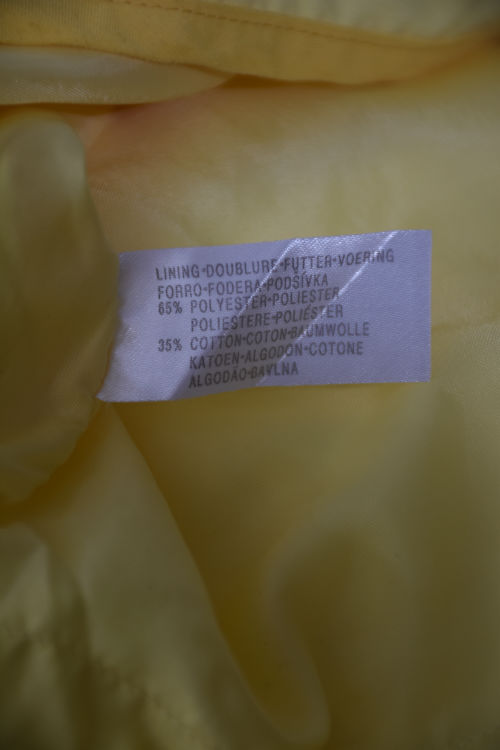 LINING-DOUBLURE-FUTTER-VOERING
FORRO-FODERA-PODŠÍVKA
65% POLYESTER-POLIESTER
POLIESTERE-POLIÉSTER
35% COTTON-COTON-BAUMWOLLE
KATOEN-ALGODÓN-COTONE
ALGODÃO-BAVLNA